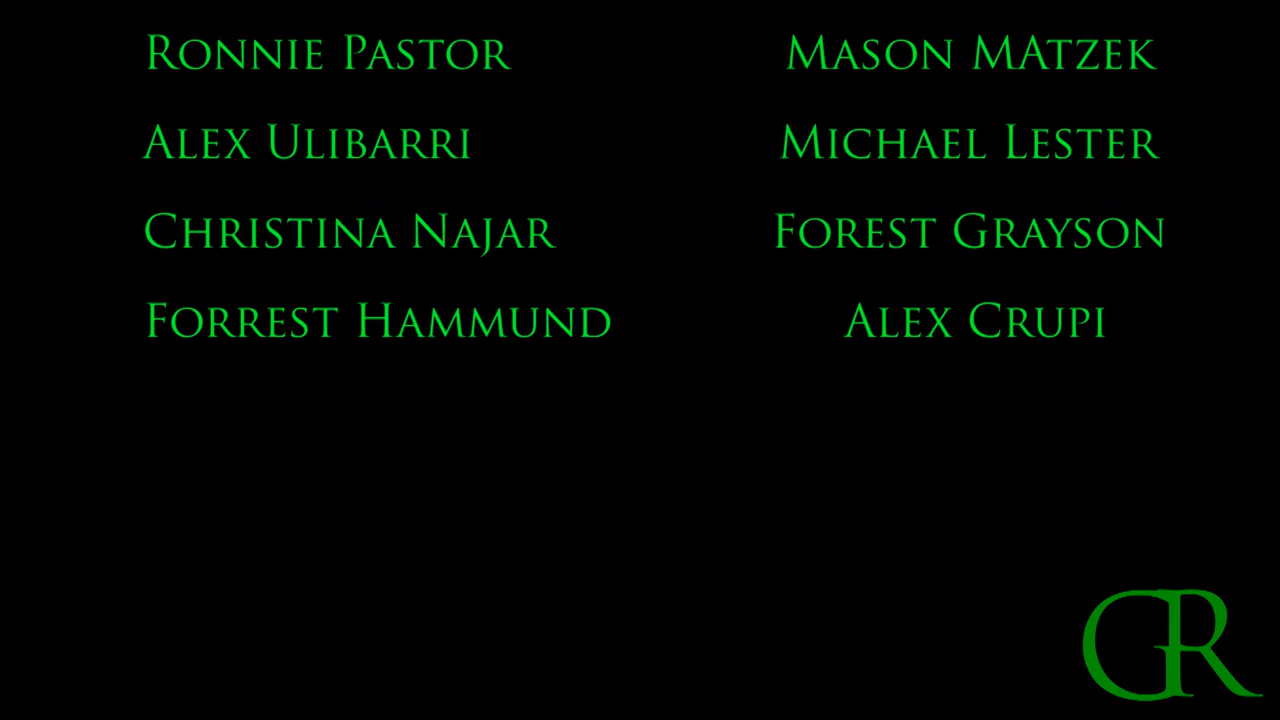 Ronnie Pastor
Mason MAtzek
Alex Ulibarri
Michael Lester
Christina Najar
Forest Grayson
Forrest Hammund
Alex Crupi
GR